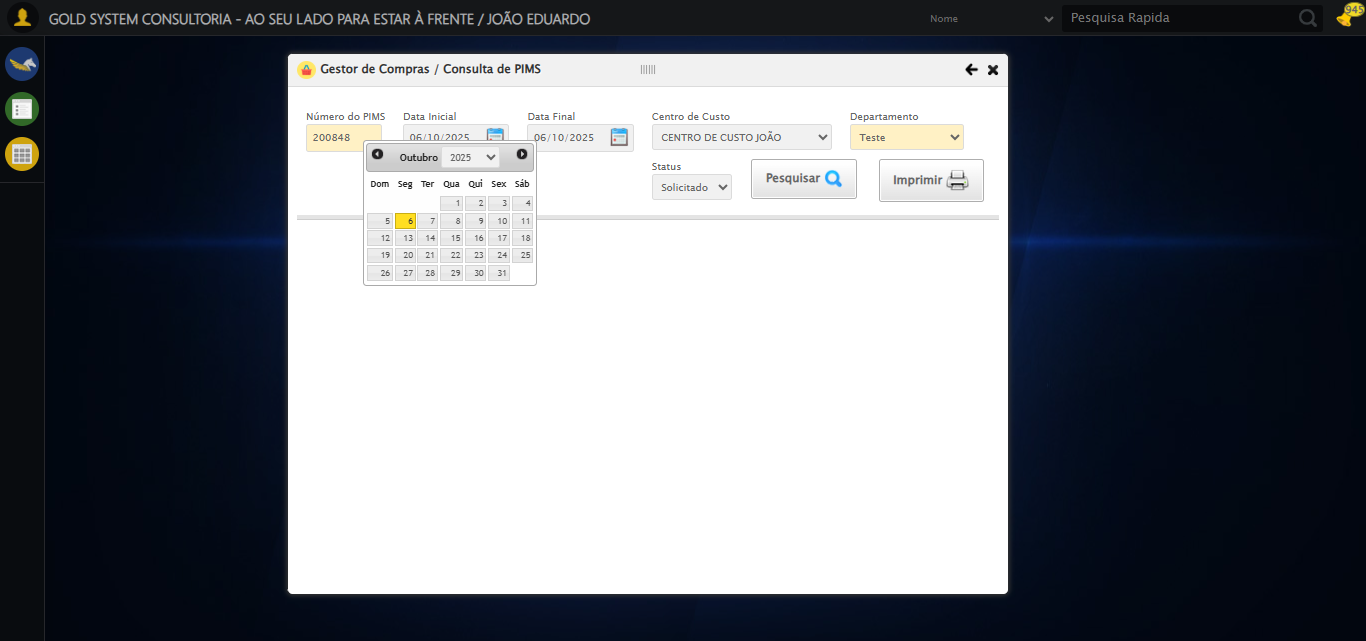 GOLD SYSTEM CONSULTORIA - AO SEU LADO PARA ESTAR À FRENTE / JOÃO EDUARDO
Nome
Pesquisa Rapida
945
Gestor de Compras / Consulta de PIMS
Número do PIMS Data Inicial Data Final Centro de Custo Departamento
200848 06/10/2025 06/10/2025 CENTRO DE CUSTO JOÃO Teste
Status
Solicitado Pesquisar Imprimir
Outubro 2025
Dom Seg Ter Qua Qui Sex Sáb
1 2 3 4
5 6 7 8 9 10 11
12 13 14 15 16 17 18
19 20 21 22 23 24 25
26 27 28 29 30 31